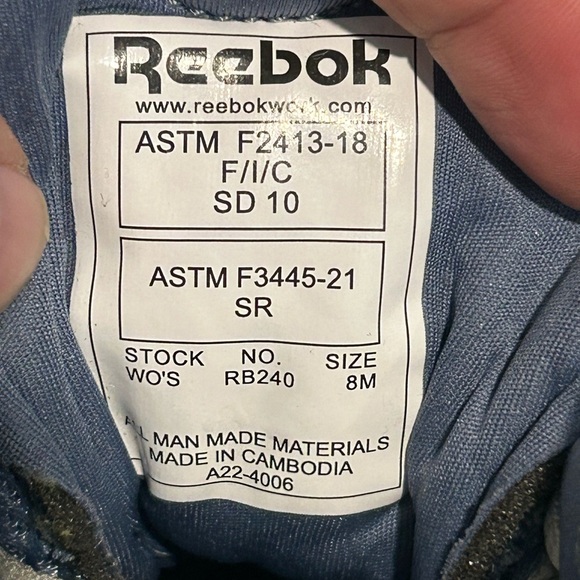 Reebok
www.reebokwork.com
ASTM F2413-18
F/I/C
SD 10
ASTM F3445-21
SR
STOCK NO. SIZE
WO'S RB240 8M
ALL MAN MADE MATERIALS
MADE IN CAMBODIA
A22-4006